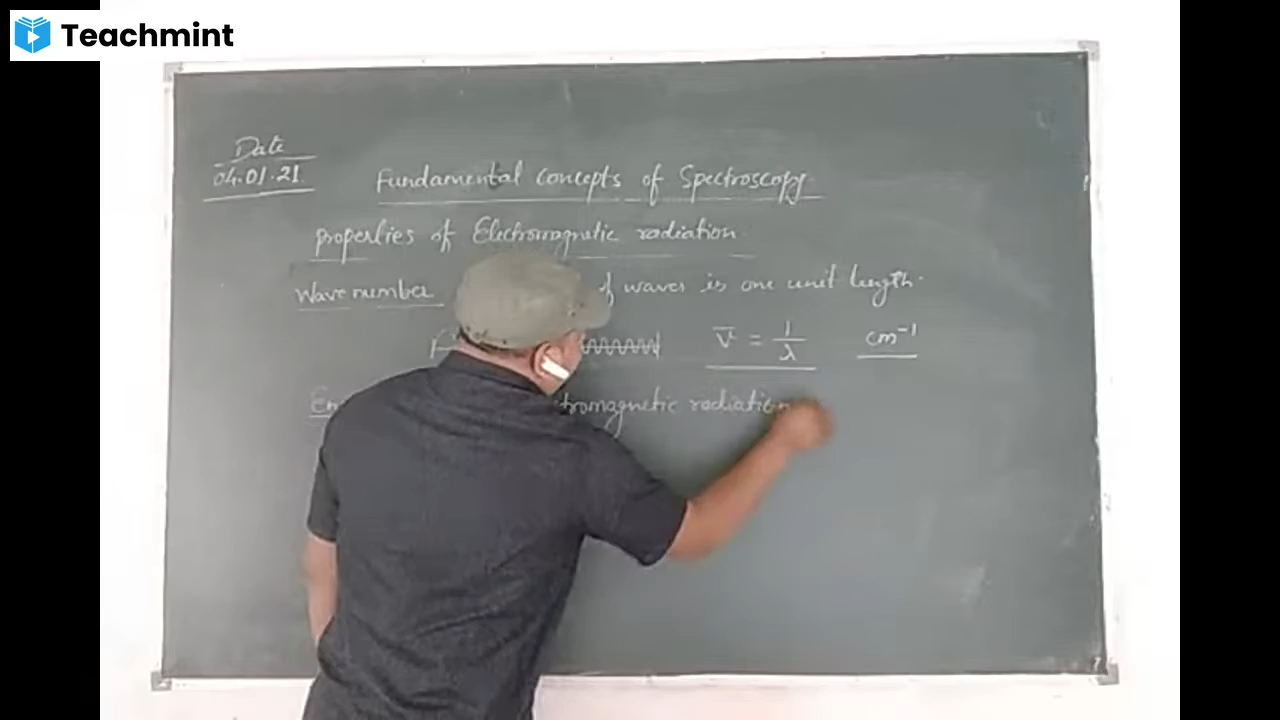 Teachmint
Date
04.01.21
Fundamental concepts of Spectroscopy
properties of Electromagnetic radiation
Wave number of waves is one unit length.
ν̅ = 1/λ cm⁻¹
radiation